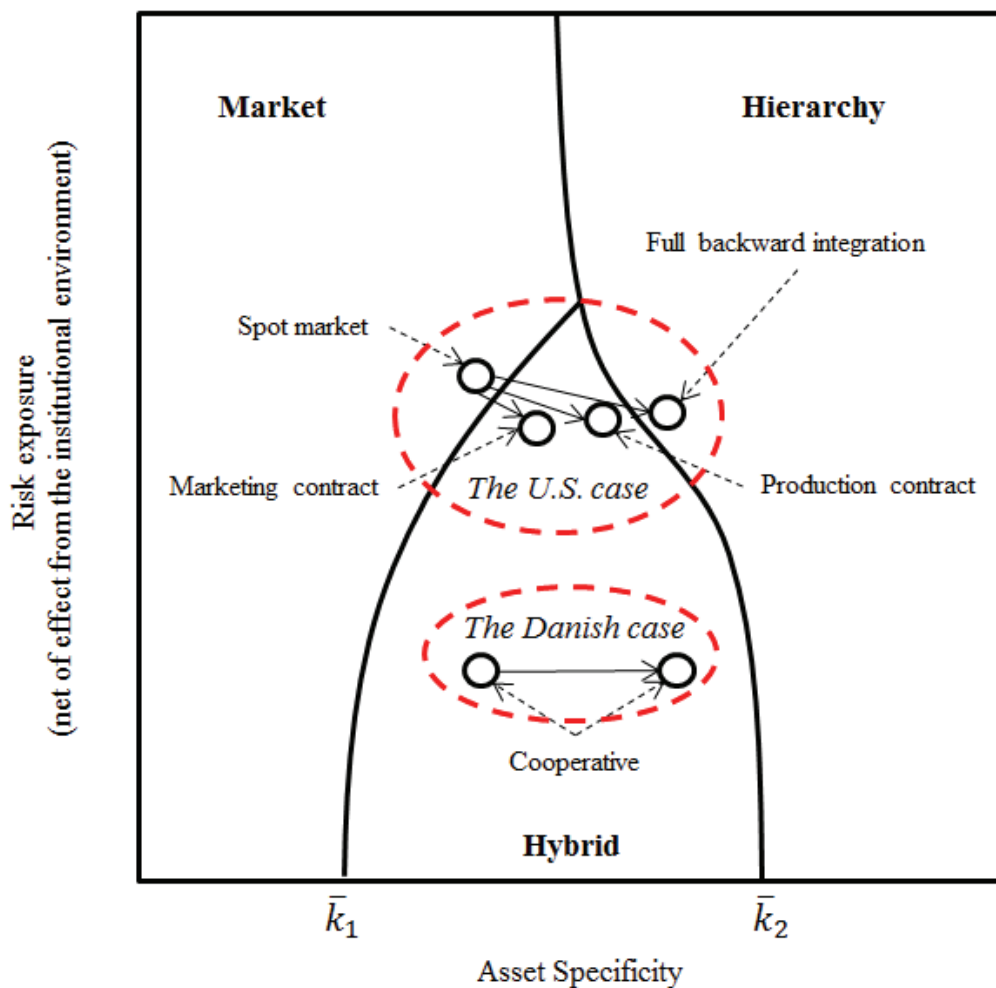 Market
Hierarchy
Full backward integration
Spot market
Marketing contract
The U.S. case
Production contract
The Danish case
Cooperative
Hybrid
k̄1
k̄2
Asset Specificity
Risk exposure
(net of effect from the institutional environment)